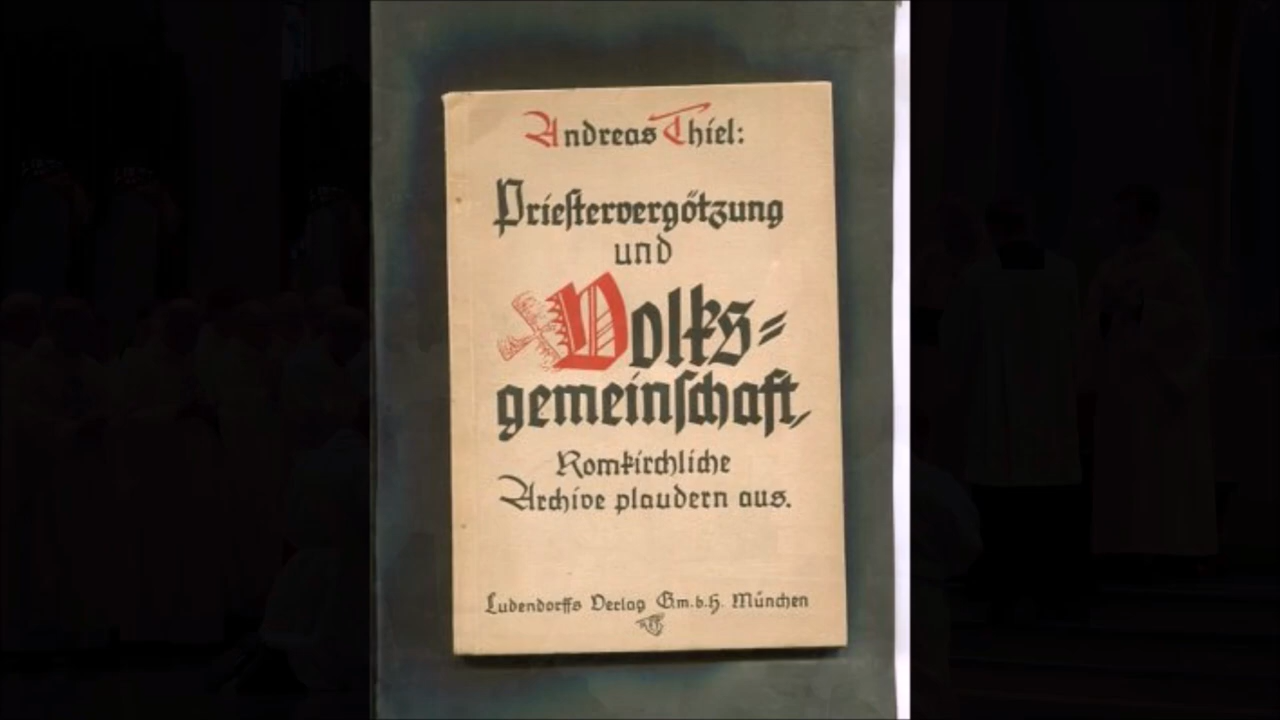 Andreas Thiel:
Priestervergötzung
und
Volks=
gemeinschaft,
Romkirchliche
Archive plaudern aus.
Ludendorffs Verlag G.m.b.H. München